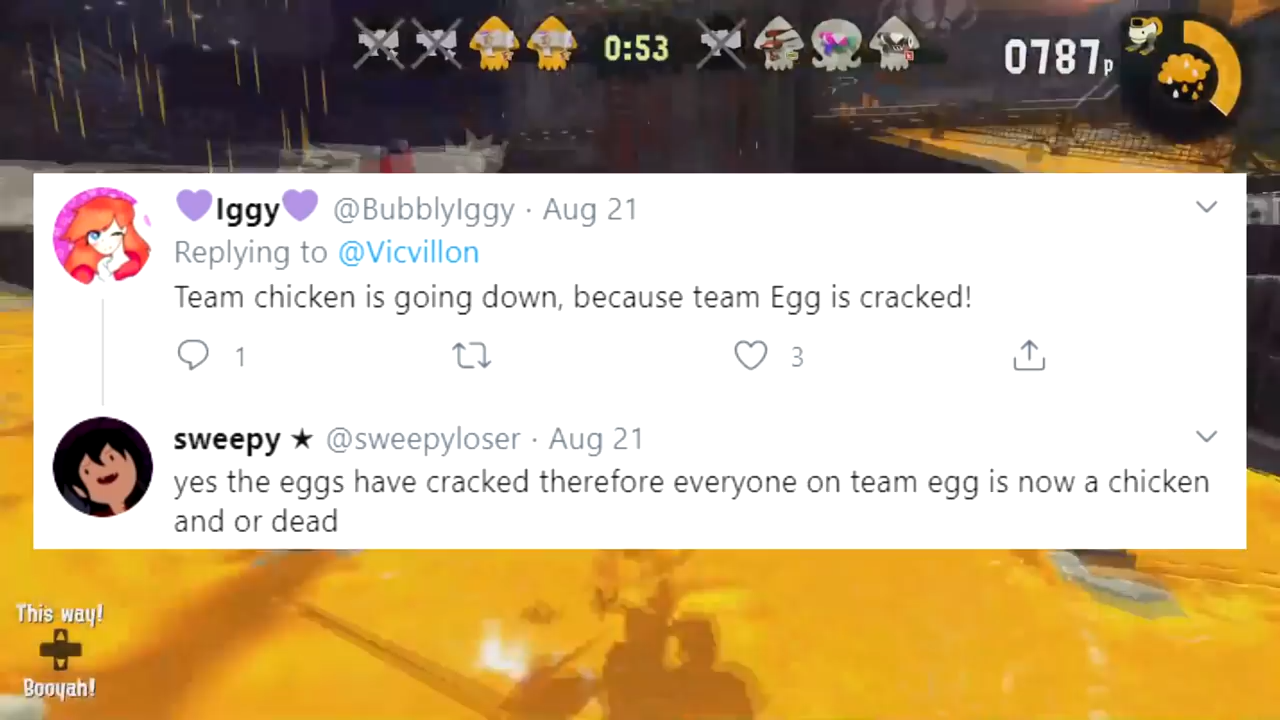 0:53
0787p
💜Iggy💜 @BubblyIggy · Aug 21
Replying to @Vicvillon
Team chicken is going down, because team Egg is cracked!
1 3
sweepy ★ @sweepyloser · Aug 21
yes the eggs have cracked therefore everyone on team egg is now a chicken
and or dead
This way!
Booyah!